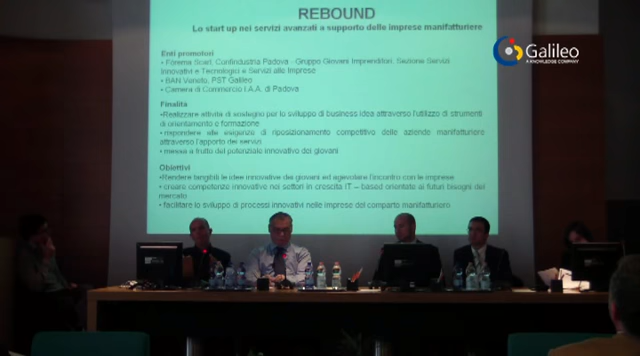 REBOUND
Lo start up nei servizi avanzati a supporto delle imprese manifatturiere
Galileo
A KNOWLEDGE COMPANY
Enti promotori
• Fòrema Scarl, Confindustria Padova - Gruppo Giovani Imprenditori, Sezione Servizi
Innovativi e Tecnologici e Servizi alle Imprese
• BAN Veneto, PST Galileo
• Camera di Commercio I.A.A. di Padova
Finalità
•Realizzare attività di sostegno per lo sviluppo di business idea attraverso l'utilizzo di strumenti
di orientamento e formazione
• rispondere alle esigenze di riposizionamento competitivo delle aziende manifatturiere
attraverso l'apporto dei servizi
• messa a frutto del potenziale innovativo dei giovani
Obiettivi
•Rendere tangibili le idee innovative dei giovani ed agevolare l'incontro con le imprese
• creare competenze innovative nei settori in crescita IT – based orientate ai futuri bisogni del
mercato
• facilitare lo sviluppo di processi innovativi nelle imprese del comparto manifatturiero